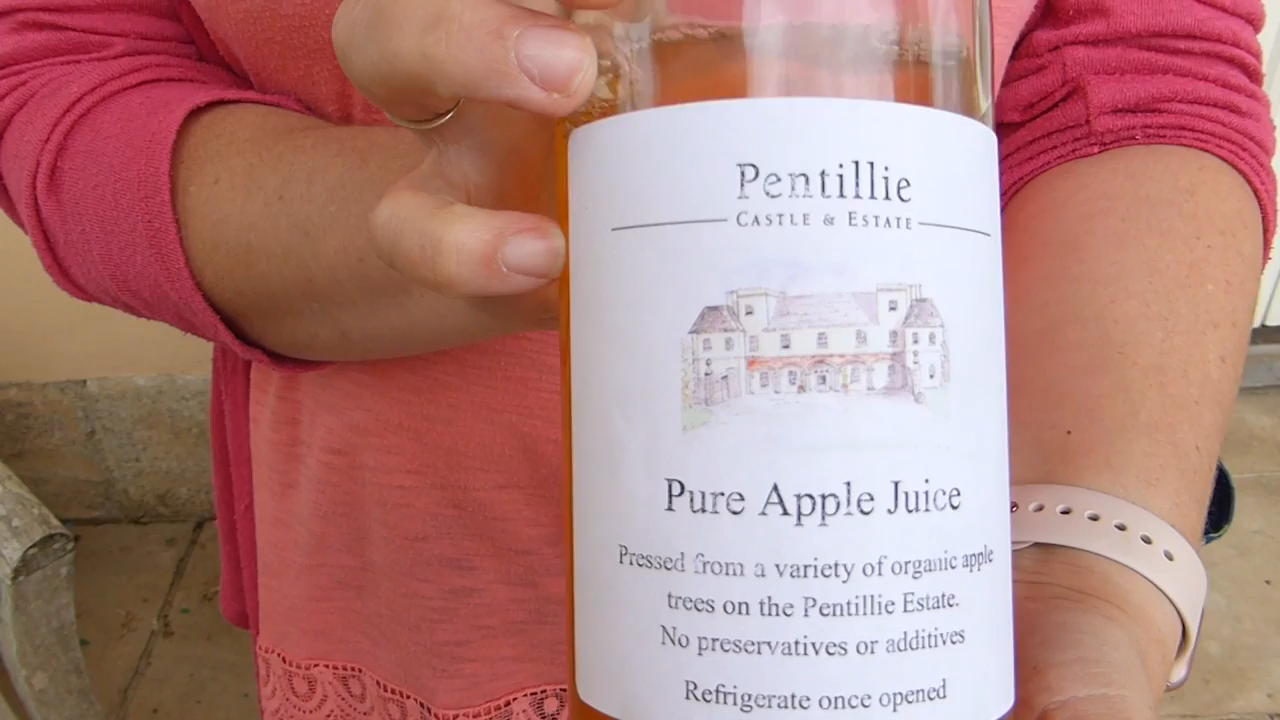 Pentillie
CASTLE & ESTATE
Pure Apple Juice
Pressed from a variety of organic apple
trees on the Pentillie Estate.
No preservatives or additives
Refrigerate once opened